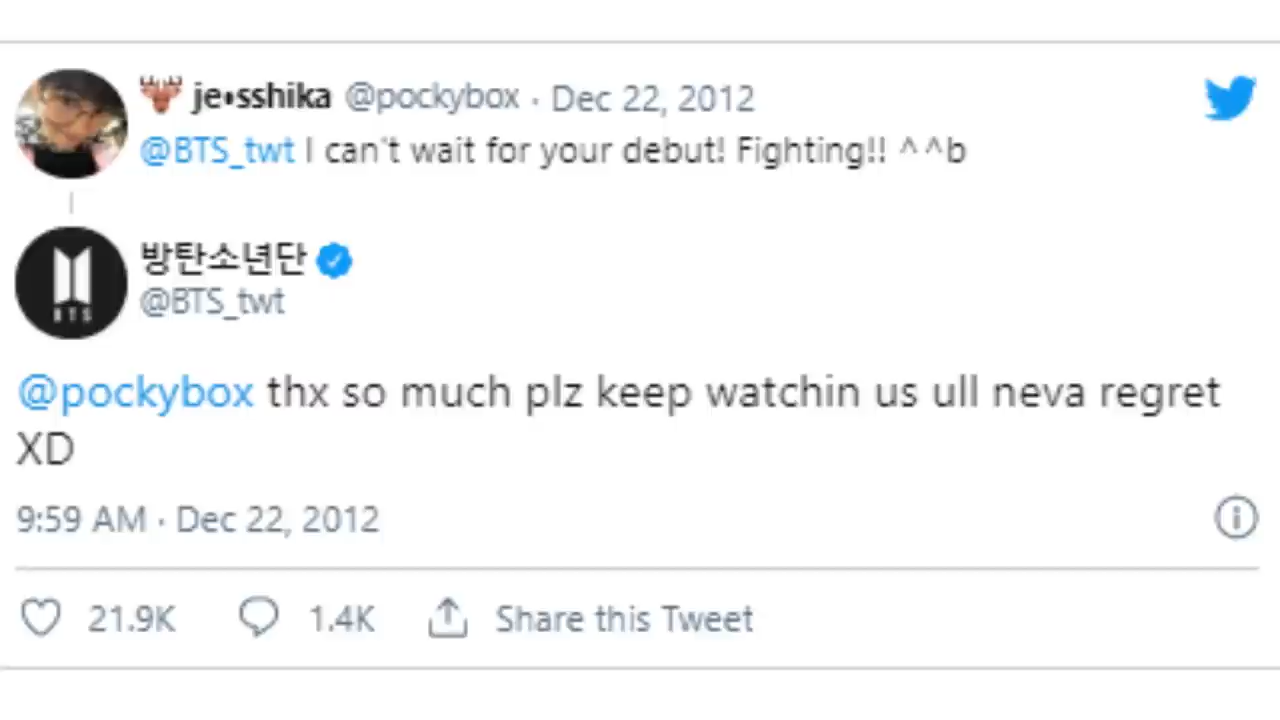 je•sshika @pockybox · Dec 22, 2012
@BTS_twt I can't wait for your debut! Fighting!! ^^b
방탄소년단
BTS
@BTS_twt
@pockybox thx so much plz keep watchin us ull neva regret
XD
9:59 AM · Dec 22, 2012
21.9K 1.4K Share this Tweet